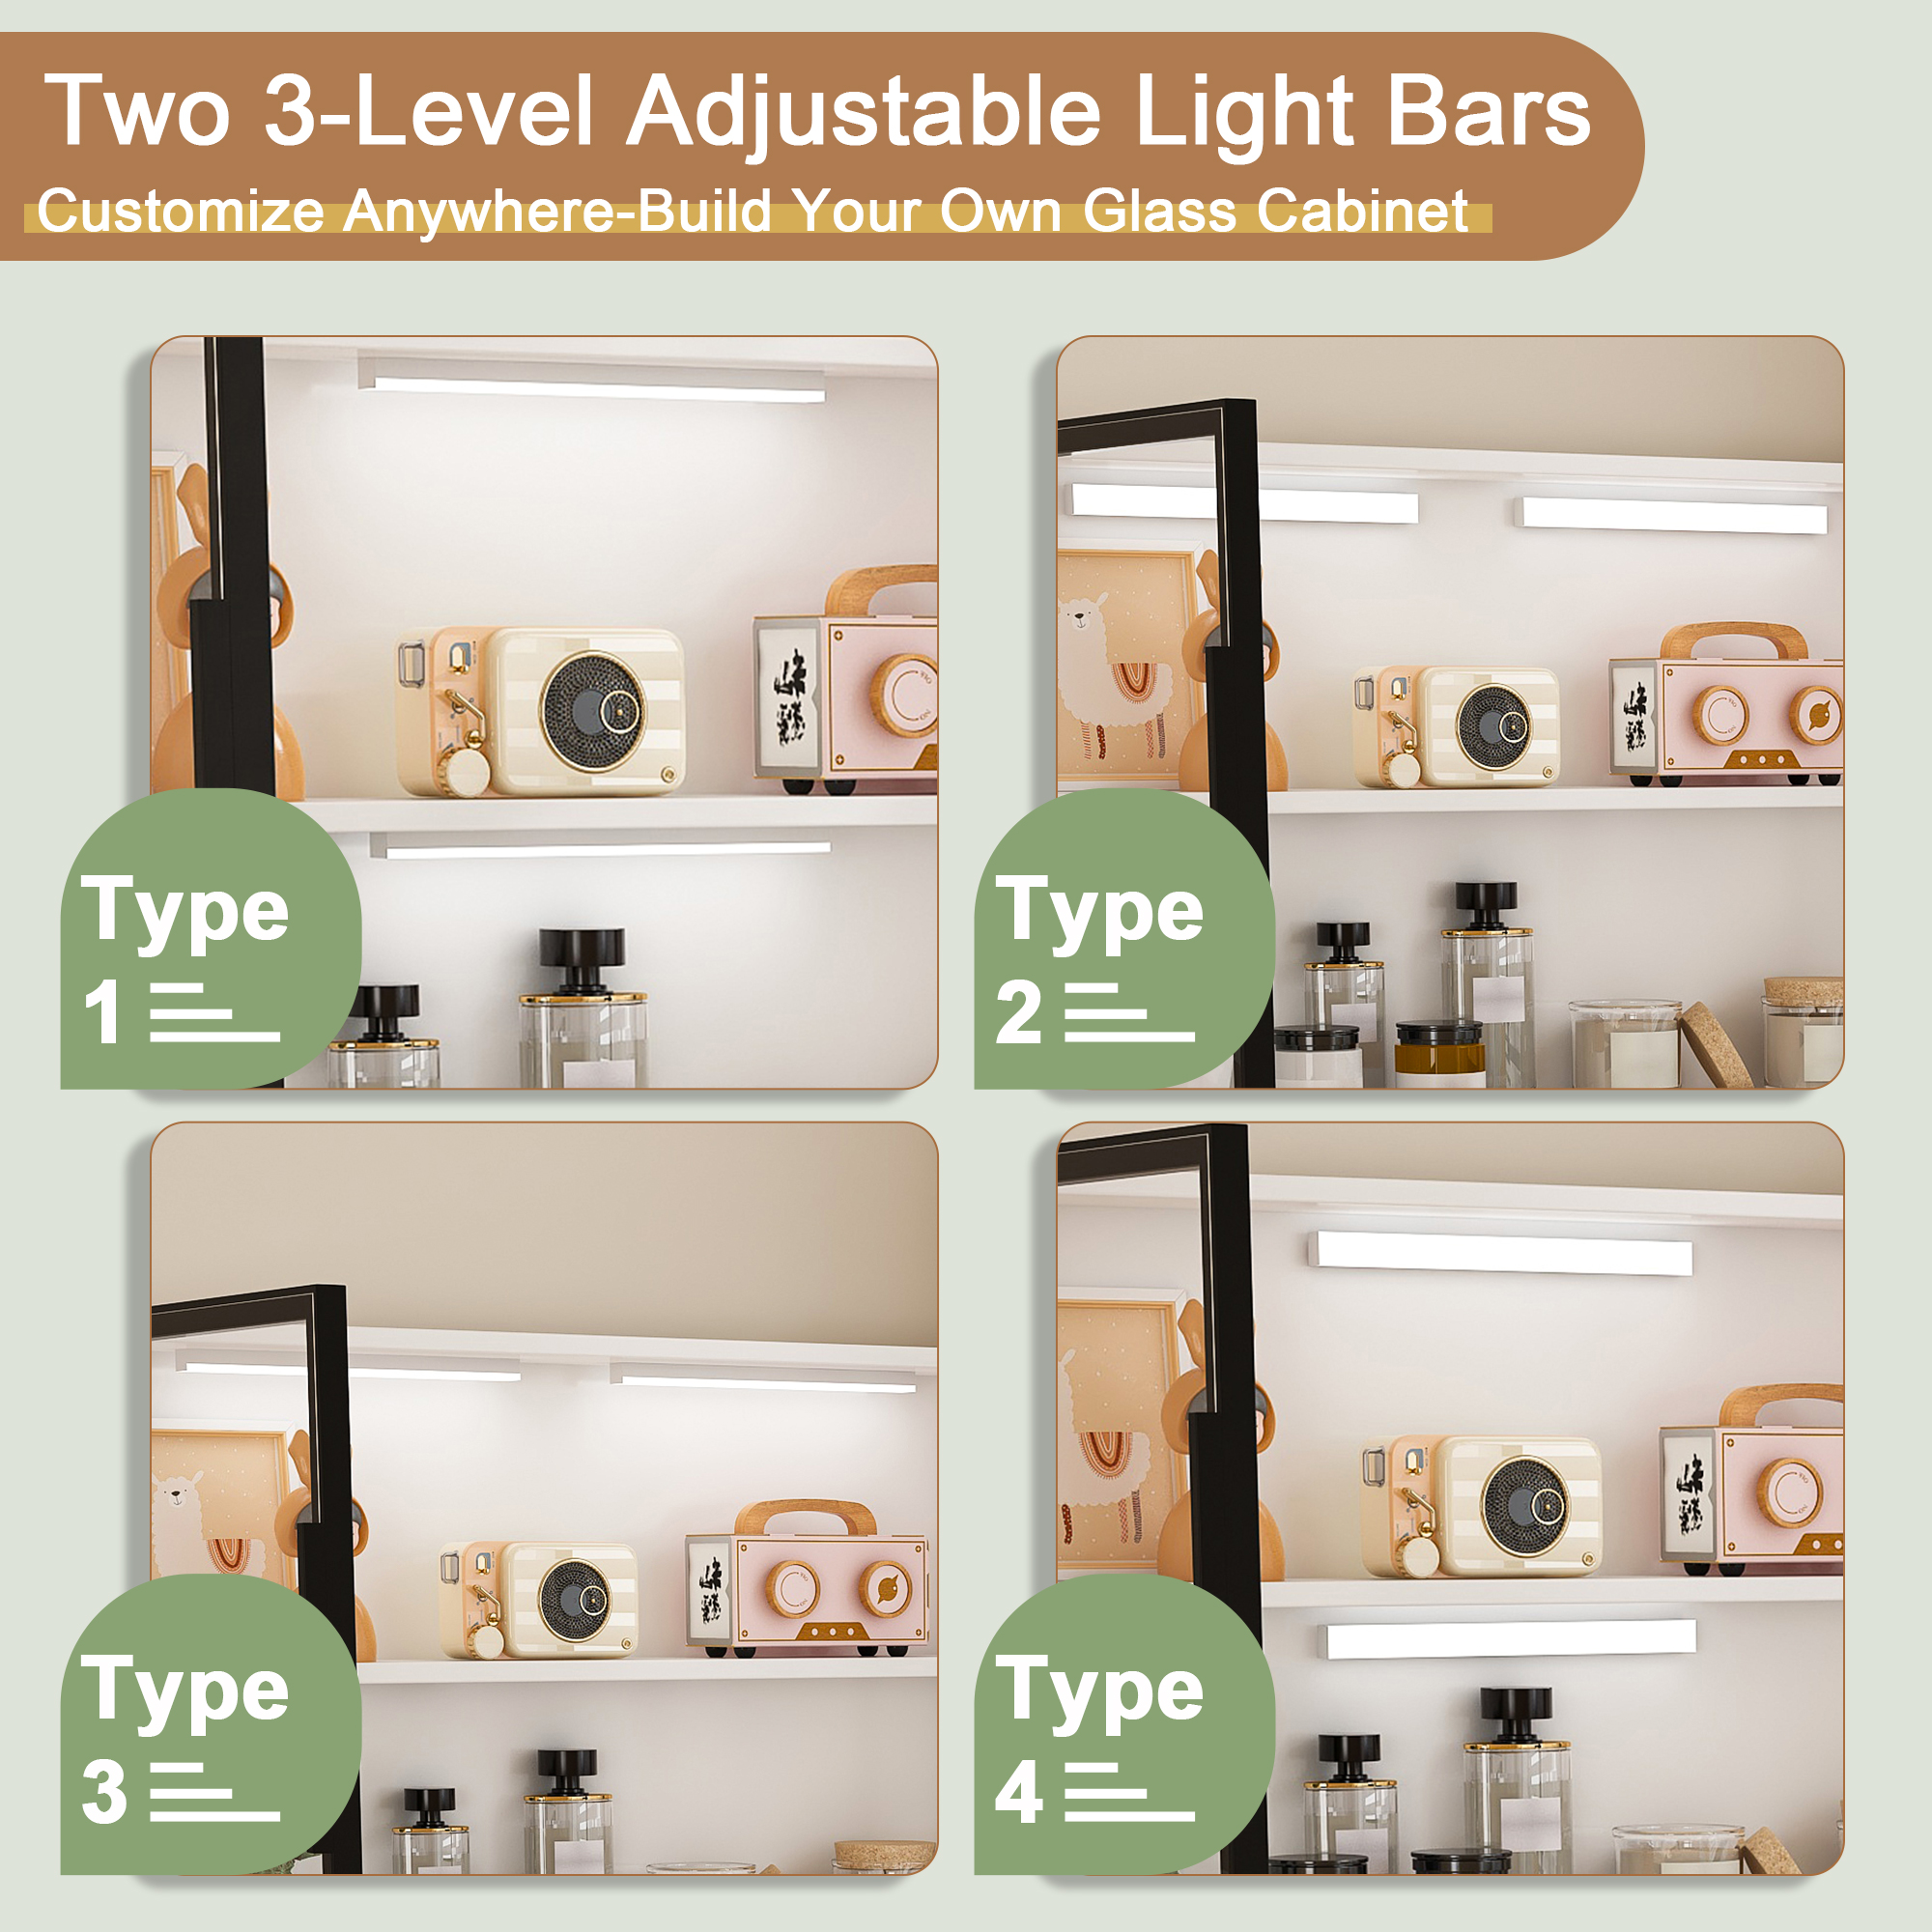 Two 3-Level Adjustable Light Bars
Customize Anywhere-Build Your Own Glass Cabinet
Type
1
Type
2
Type
3
Type
4